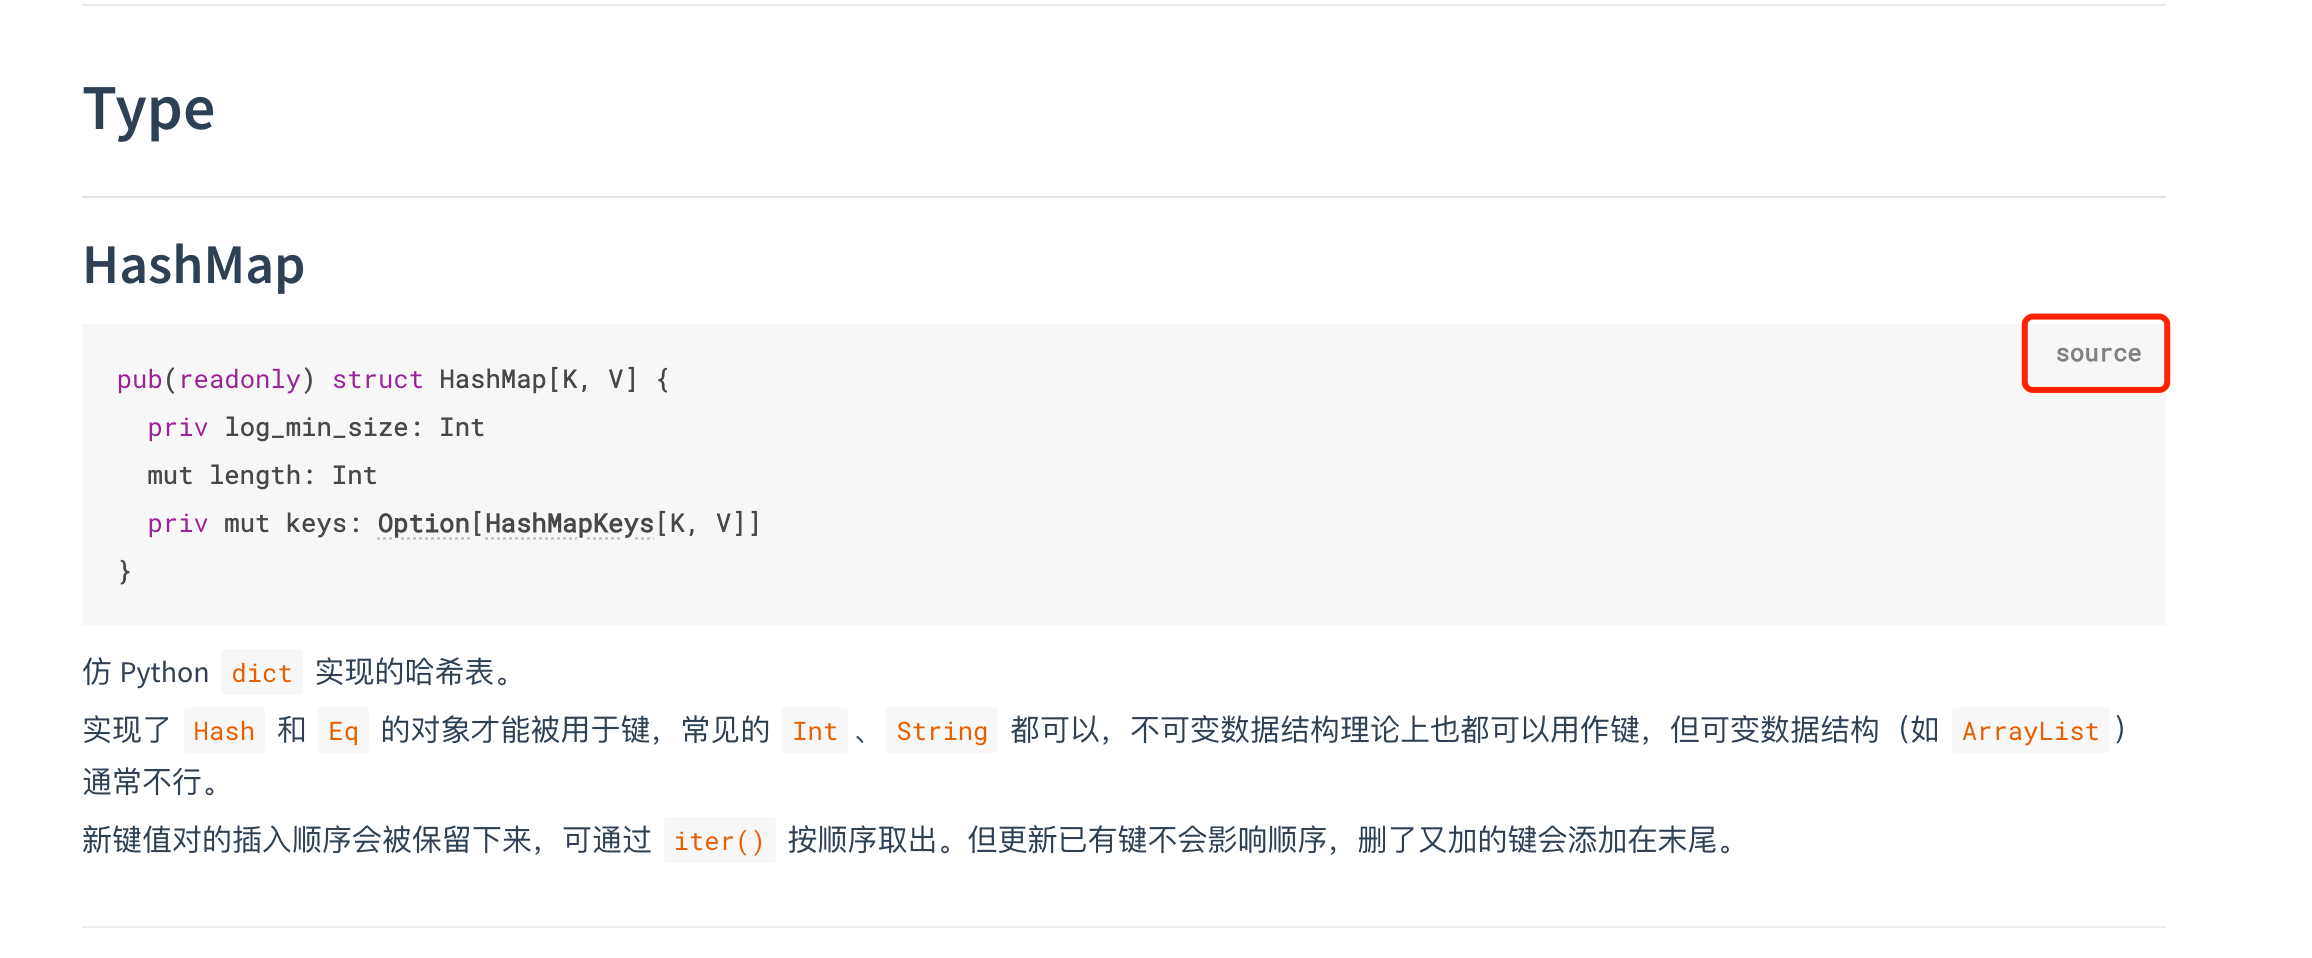 Type
HashMap
source
pub(readonly) struct HashMap[K, V] {
  priv log_min_size: Int
  mut length: Int
  priv mut keys: Option[HashMapKeys[K, V]]
}
仿 Python dict 实现的哈希表。
实现了 Hash 和 Eq 的对象才能被用于键，常见的 Int 、 String 都可以，不可变数据结构理论上也都可以用作键，但可变数据结构（如 ArrayList ）
通常不行。
新键值对的插入顺序会被保留下来，可通过 iter() 按顺序取出。但更新已有键不会影响顺序，删了又加的键会添加在末尾。